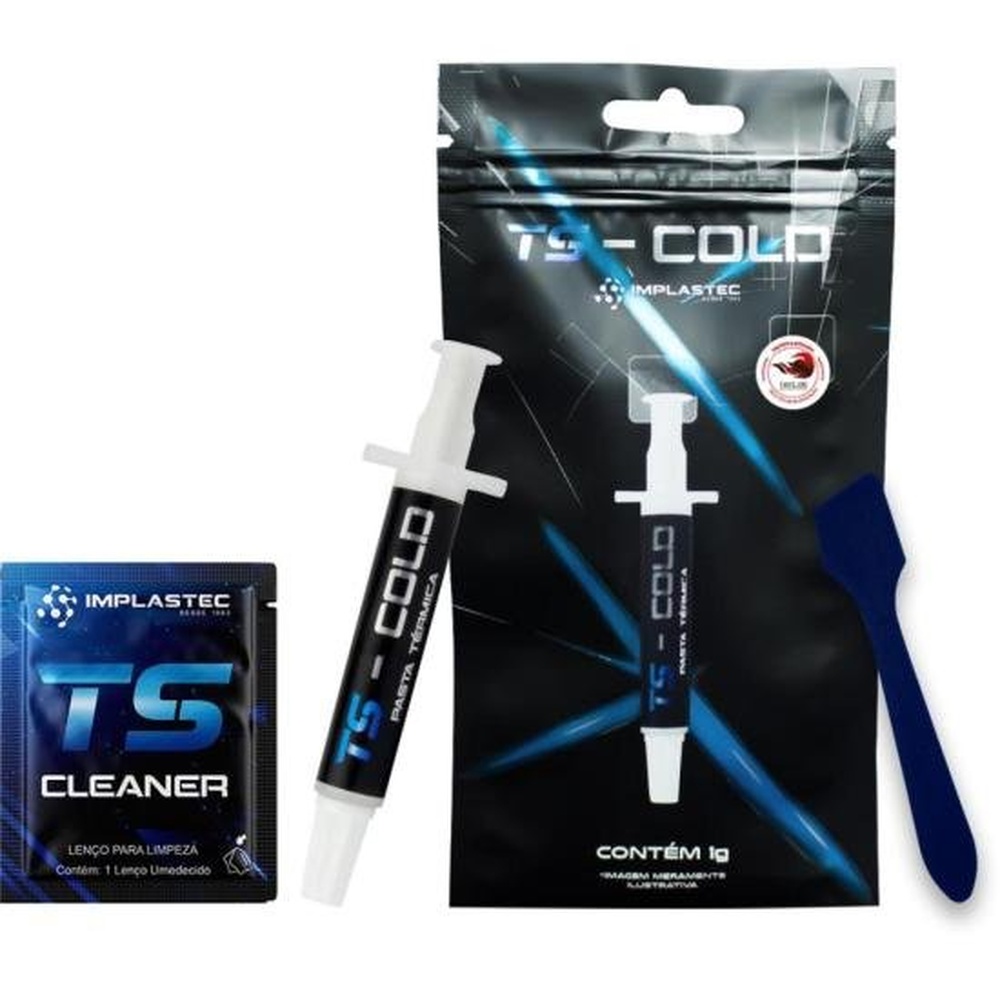 TS – COLD
IMPLASTEC
TS – COLD
PASTA TÉRMICA
CONTÉM 1g
*IMAGEM MERAMENTE
ILUSTRATIVA
TS – COLD
PASTA TÉRMICA
IMPLASTEC
DESDE 1993
TS
CLEANER
LENÇO PARA LIMPEZA
Contém: 1 Lenço Umedecido